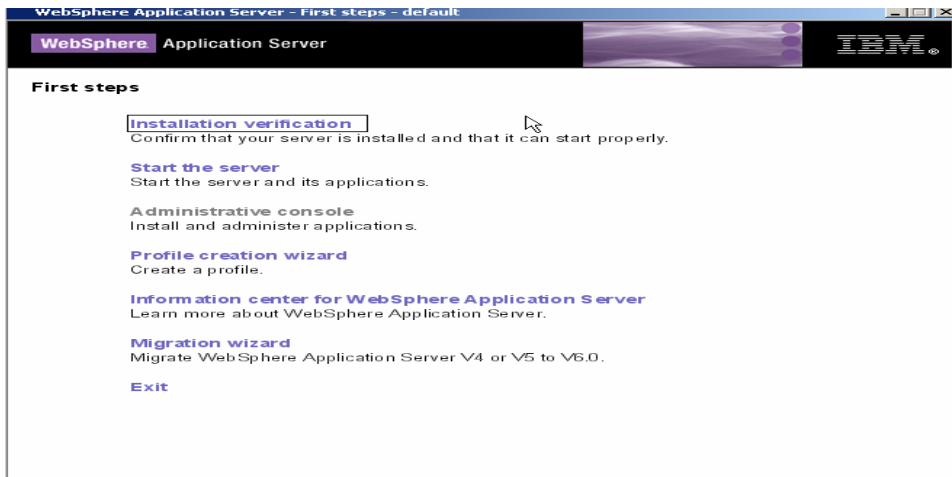 WebSphere Application Server - First steps - default
WebSphere Application Server
IBM®
First steps
Installation verification
Confirm that your server is installed and that it can start properly.
Start the server
Start the server and its applications.
Administrative console
Install and administer applications.
Profile creation wizard
Create a profile.
Information center for WebSphere Application Server
Learn more about WebSphere Application Server.
Migration wizard
Migrate WebSphere Application Server V4 or V5 to V6.0.
Exit